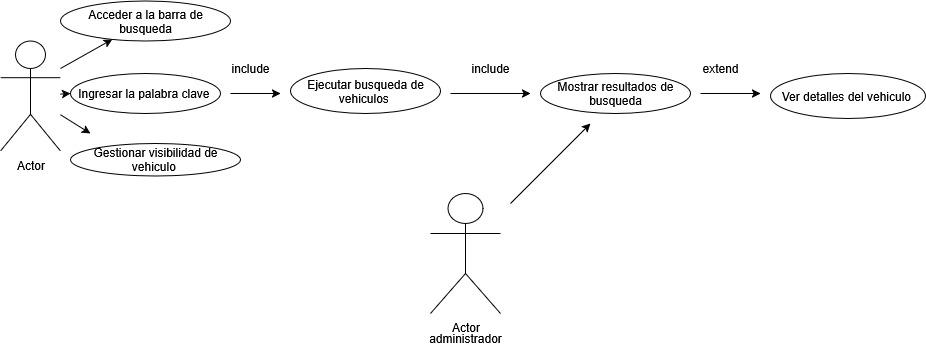 Acceder a la barra de
busqueda
Ingresar la palabra clave
Gestionar visibilidad de
vehiculo
Actor
include
Ejecutar busqueda de
vehiculos
include
Mostrar resultados de
busqueda
extend
Ver detalles del vehiculo
Actor
administrador